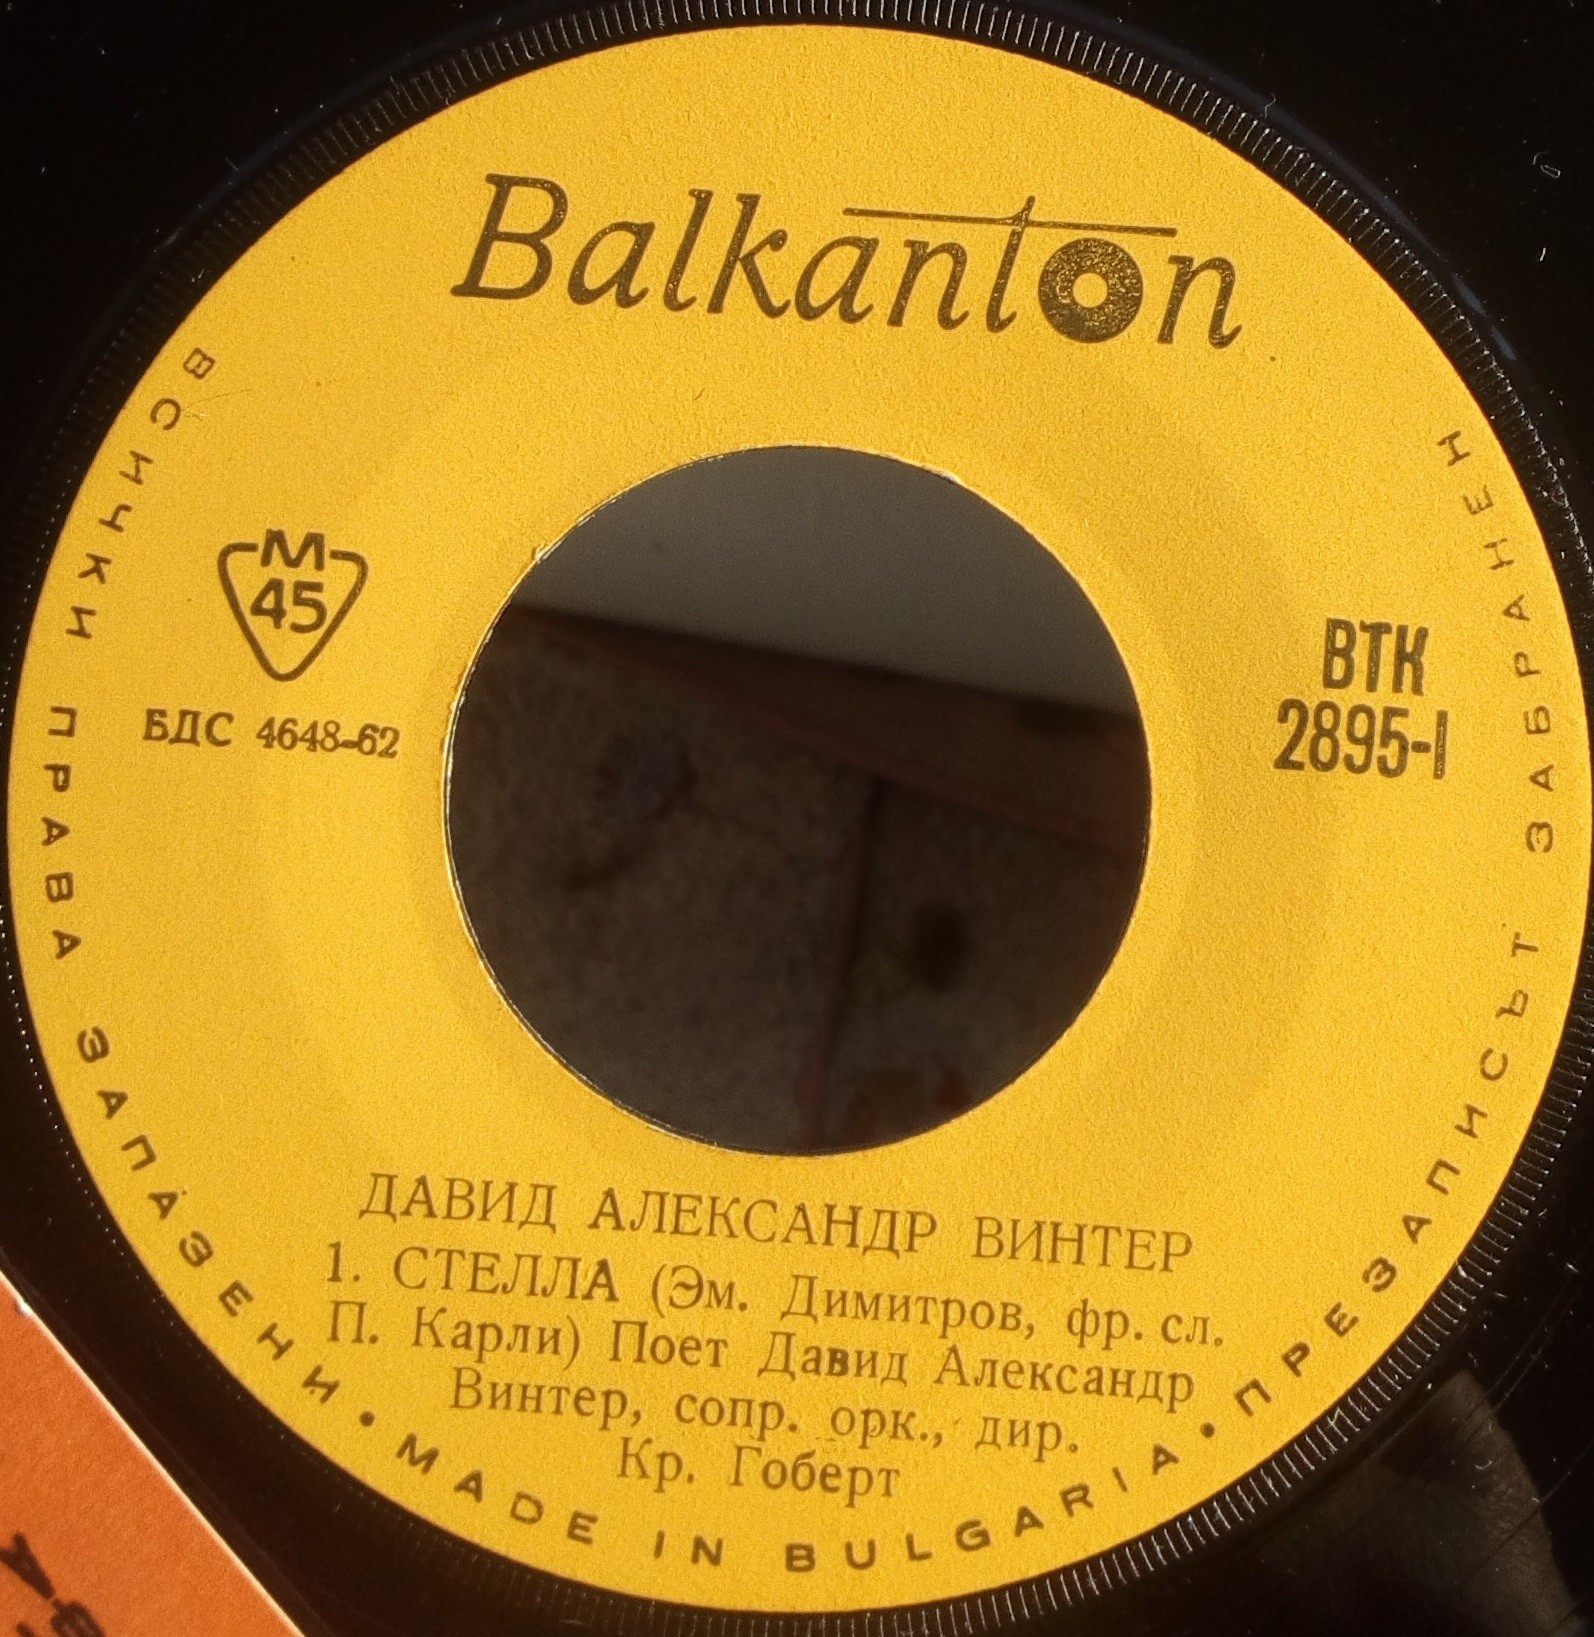 Balkanton
М
45
БДС 4648-62
ВТК
2895-I
ДАВИД АЛЕКСАНДР ВИНТЕР
1. СТЕЛЛА (Эм. Димитров, фр. сл.
П. Карли) Поет Давид Александр
Винтер, сопр. орк., дир.
Кр. Гоберт
ВСИЧКИ ПРАВА ЗАПАЗЕНИ • MADE IN BULGARIA • ПРЕЗАПИСЪТ ЗАБРАНЕН